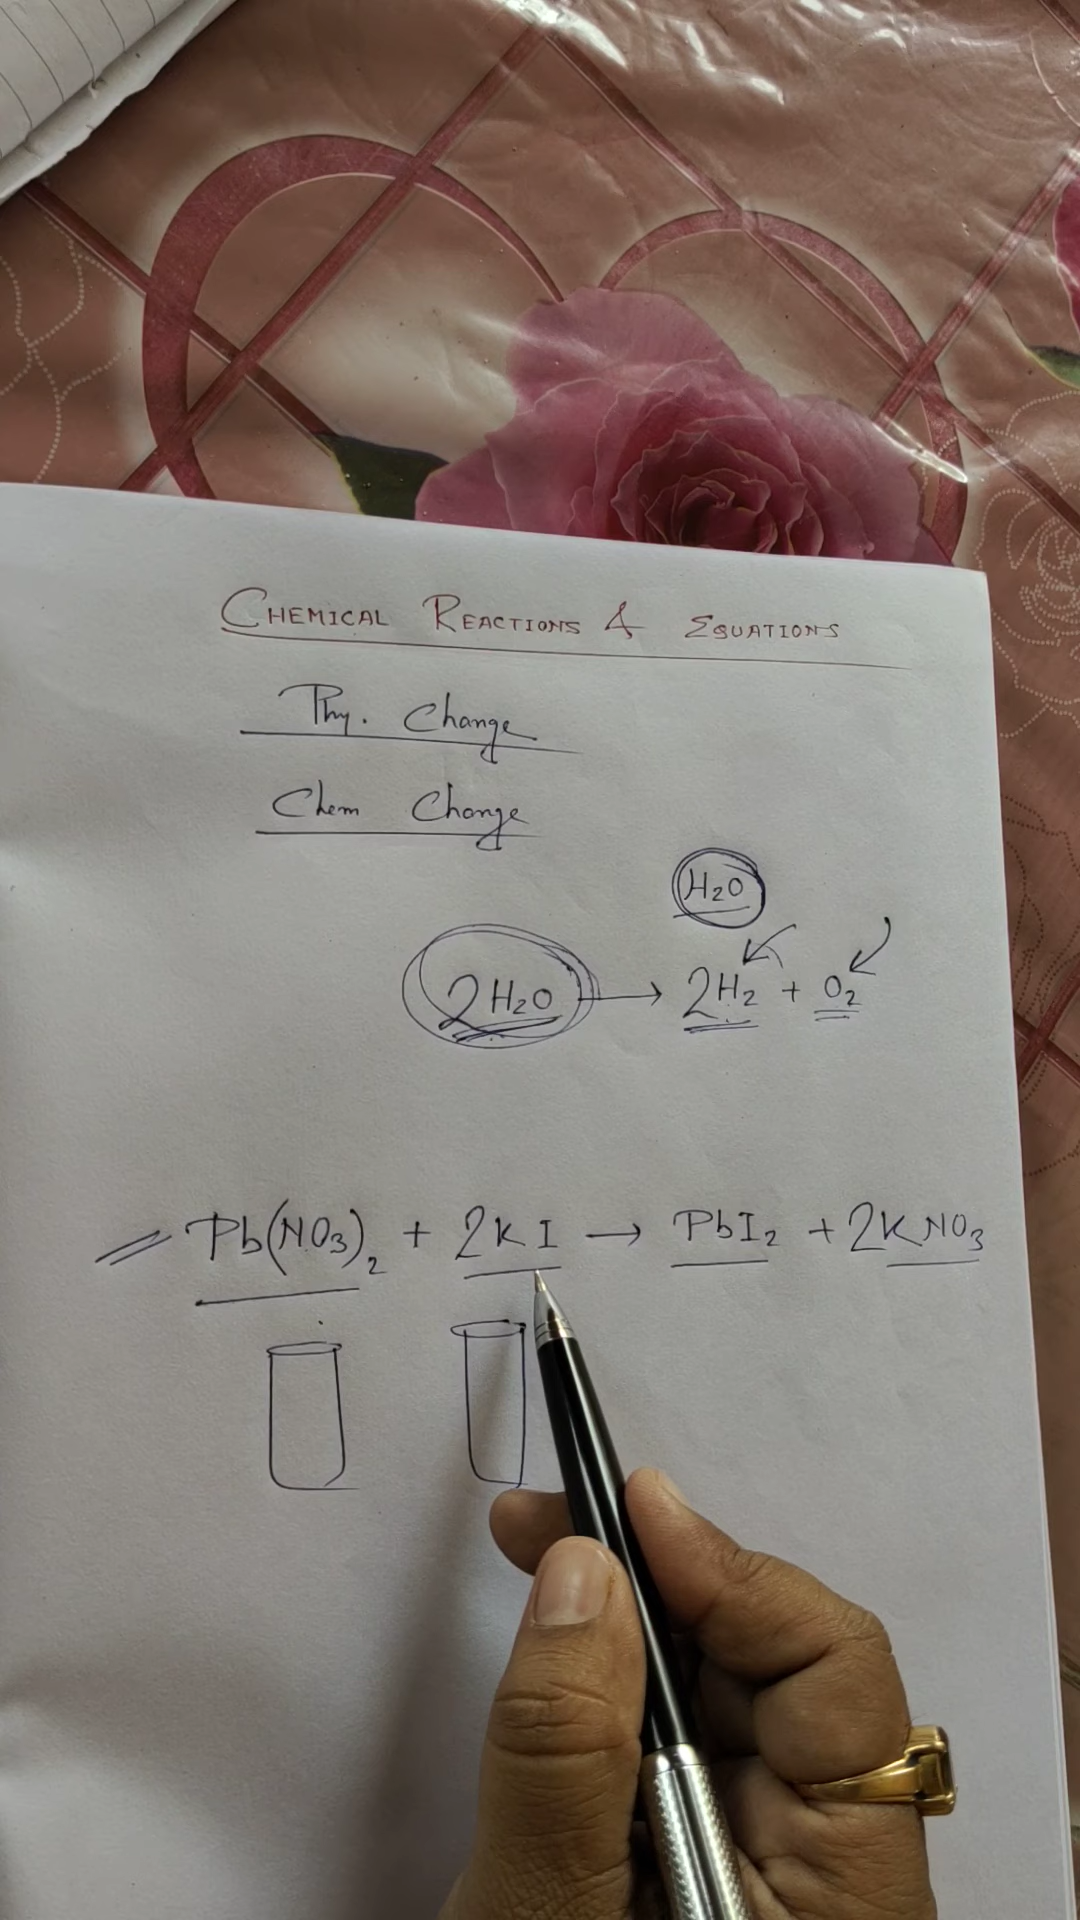 CHEMICAL REACTIONS & EQUATIONS
Phy. Change
Chem Change
H₂O
2H₂O → 2H₂ + O₂
Pb(NO₃)₂ + 2KI → PbI₂ + 2KNO₃